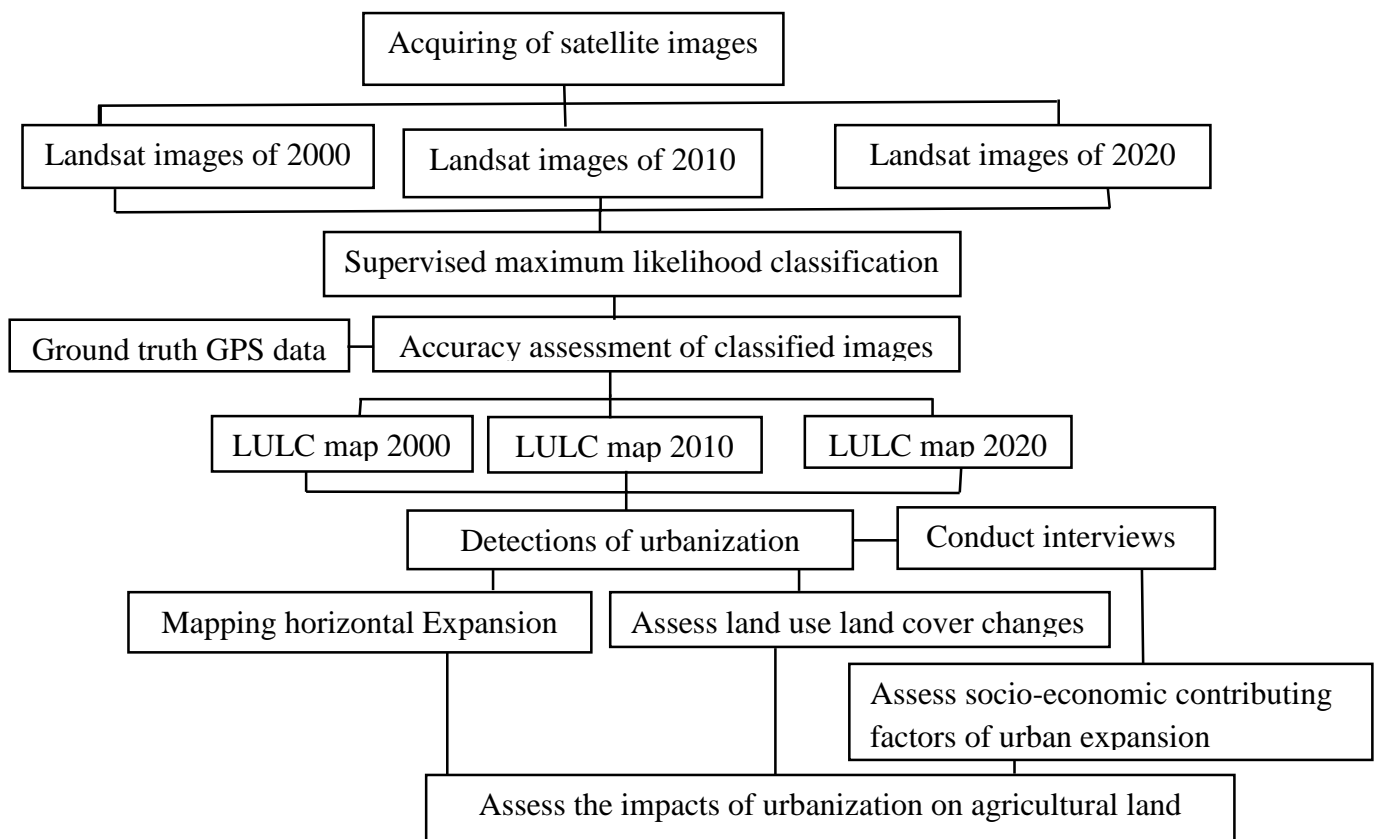 Acquiring of satellite images
Landsat images of 2000
Landsat images of 2010
Landsat images of 2020
Supervised maximum likelihood classification
Ground truth GPS data
Accuracy assessment of classified images
LULC map 2000
LULC map 2010
LULC map 2020
Detections of urbanization
Conduct interviews
Mapping horizontal Expansion
Assess land use land cover changes
Assess socio-economic contributing
factors of urban expansion
Assess the impacts of urbanization on agricultural land